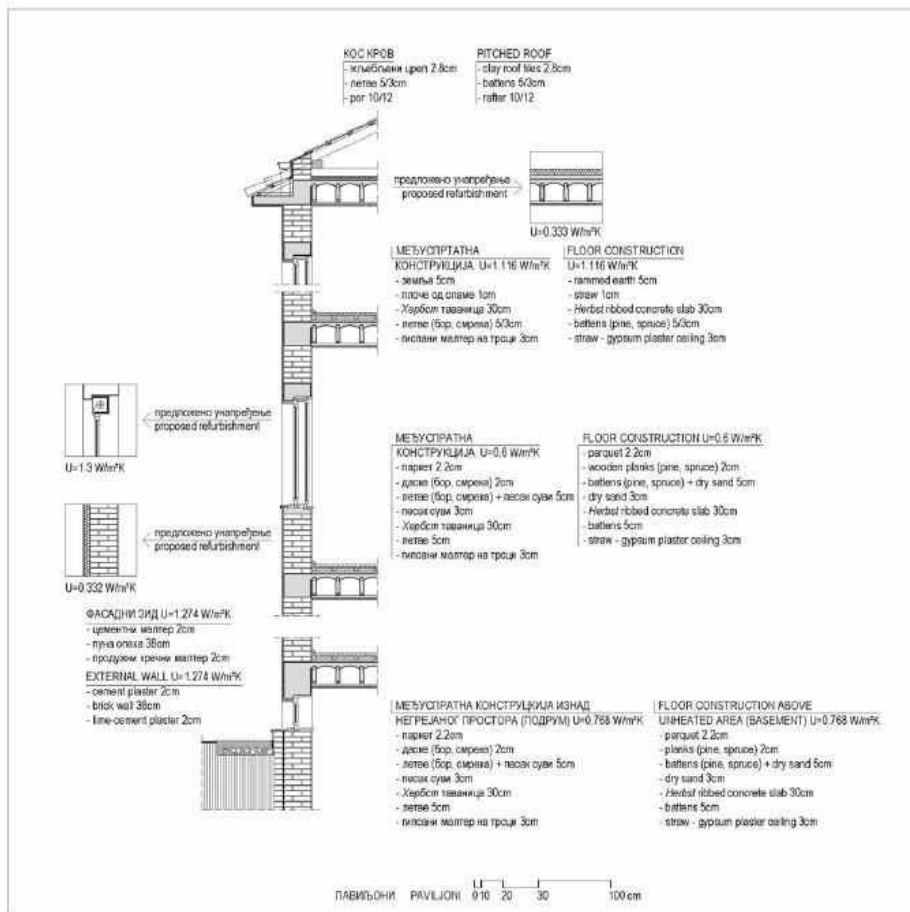 КОС КРОВ
- жљебљени цреп 2.8cm
- летве 5/3cm
- рог 10/12
PITCHED ROOF
- clay roof tiles 2.8cm
- battens 5/3cm
- rafter 10/12
предложено унапређење
proposed refurbishment
U=0.333 W/m²K
МЕЂУСПРТАТНА
КОНСТРУКЦИЈА U=1.116 W/m²K
- земља 5cm
- плоче од сламе 1cm
- Хербст таваница 30cm
- летве (бор, смрека) 5/3cm
- гипсани малтер на трсци 3cm
FLOOR CONSTRUCTION
U=1.116 W/m²K
- rammed earth 5cm
- straw 1cm
- Herbst ribbed concrete slab 30cm
- battens (pine, spruce) 5/3cm
- straw - gypsum plaster ceiling 3cm
предложено унапређење
proposed refurbishment
U=1.3 W/m²K
МЕЂУСПРАТНА
КОНСТРУКЦИЈА U=0.6 W/m²K
- паркет 2.2cm
- даске (бор, смрека) 2cm
- летве (бор, смрека) + песак суви 5cm
- песак суви 3cm
- Хербст таваница 30cm
- летве 5cm
- гипсани малтер на трсци 3cm
FLOOR CONSTRUCTION U=0.6 W/m²K
- parquet 2.2cm
- wooden planks (pine, spruce) 2cm
- battens (pine, spruce) + dry sand 5cm
- dry sand 3cm
- Herbst ribbed concrete slab 30cm
- battens 5cm
- straw - gypsum plaster ceiling 3cm
предложено унапређење
proposed refurbishment
U=0.332 W/m²K
ФАСАДНИ ЗИД U=1.274 W/m²K
- цементни малтер 2cm
- пуна опека 38cm
- продужни кречни малтер 2cm
EXTERNAL WALL U=1.274 W/m²K
- cement plaster 2cm
- brick wall 38cm
- lime-cement plaster 2cm
МЕЂУСПРАТНА КОНСТРУКЦИЈА ИЗНАД
НЕГРЕЈАНОГ ПРОСТОРА (ПОДРУМ) U=0.768 W/m²K
- паркет 2.2cm
- даске (бор, смрека) 2cm
- летве (бор, смрека) + песак суви 5cm
- песак суви 3cm
- Хербст таваница 30cm
- летве 5cm
- гипсани малтер на трсци 3cm
FLOOR CONSTRUCTION ABOVE
UNHEATED AREA (BASEMENT) U=0.768 W/m²K
- parquet 2.2cm
- planks (pine, spruce) 2cm
- battens (pine, spruce) + dry sand 5cm
- dry sand 3cm
- Herbst ribbed concrete slab 30cm
- battens 5cm
- straw - gypsum plaster ceiling 3cm
ПАВИЉОНИ PAVILJONI 0 10 20 30 100 cm